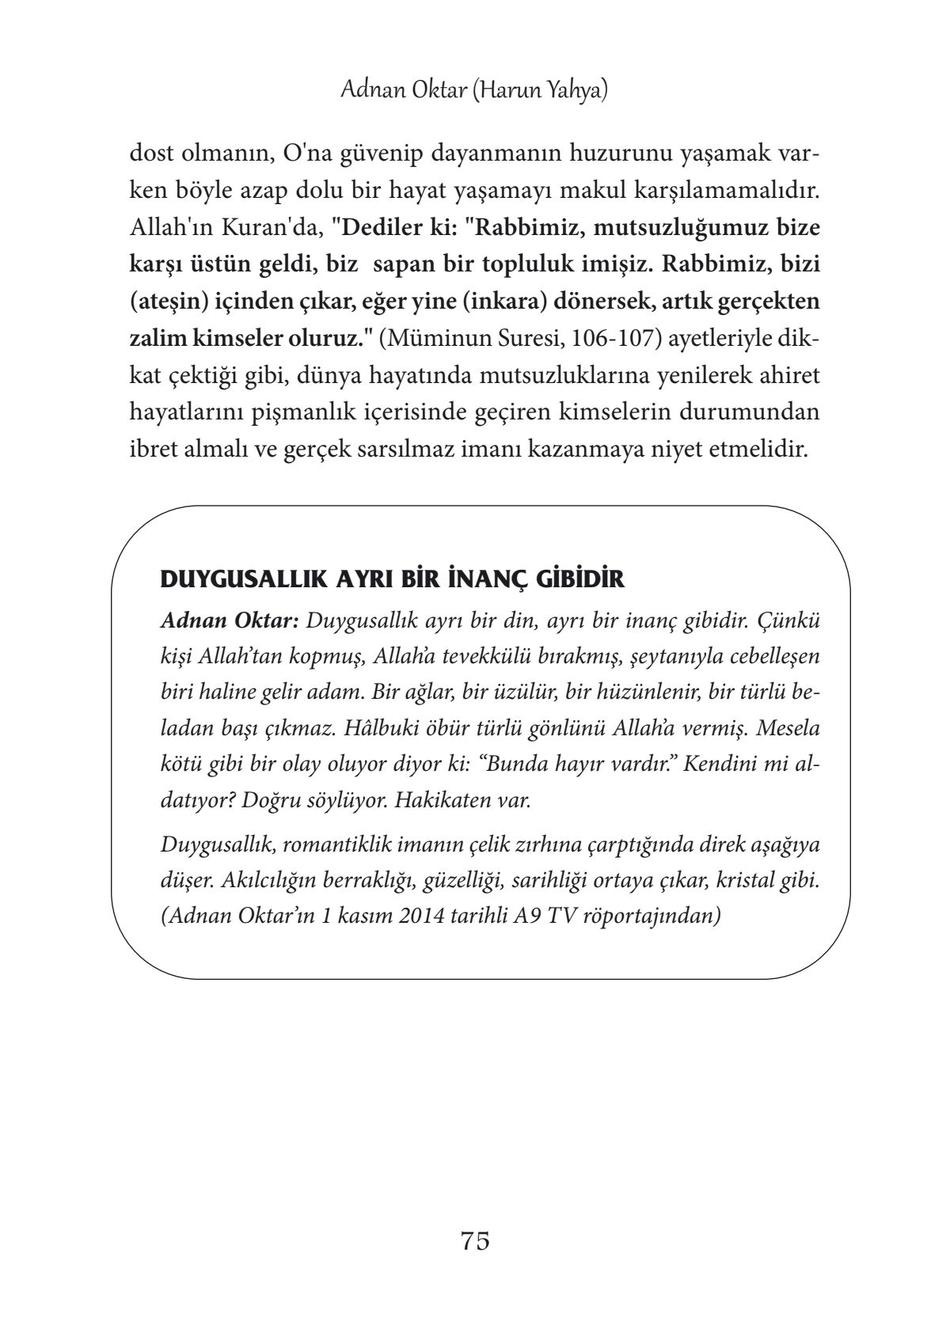 Adnan Oktar (Harun Yahya)
dost olmanın, O'na güvenip dayanmanın huzurunu yaşamak var-
ken böyle azap dolu bir hayat yaşamayı makul karşılamamalıdır.
Allah'ın Kuran'da, "Dediler ki: "Rabbimiz, mutsuzluğumuz bize
karşı üstün geldi, biz  sapan bir topluluk imişiz. Rabbimiz, bizi
(ateşin) içinden çıkar, eğer yine (inkara) dönersek, artık gerçekten
zalim kimseler oluruz." (Müminun Suresi, 106-107) ayetleriyle dik-
kat çektiği gibi, dünya hayatında mutsuzluklarına yenilerek ahiret
hayatlarını pişmanlık içerisinde geçiren kimselerin durumundan
ibret almalı ve gerçek sarsılmaz imanı kazanmaya niyet etmelidir.
DUYGUSALLIK AYRI BİR İNANÇ GİBİDİR
Adnan Oktar: Duygusallık ayrı bir din, ayrı bir inanç gibidir. Çünkü
kişi Allah’tan kopmuş, Allah’a tevekkülü bırakmış, şeytanıyla cebelleşen
biri haline gelir adam. Bir ağlar, bir üzülür, bir hüzünlenir, bir türlü be-
ladan başı çıkmaz. Hâlbuki öbür türlü gönlünü Allah’a vermiş. Mesela
kötü gibi bir olay oluyor diyor ki: “Bunda hayır vardır.” Kendini mi al-
datıyor? Doğru söylüyor. Hakikaten var.
Duygusallık, romantiklik imanın çelik zırhına çarptığında direk aşağıya
düşer. Akılcılığın berraklığı, güzelliği, sarihliği ortaya çıkar, kristal gibi.
(Adnan Oktar’ın 1 kasım 2014 tarihli A9 TV röportajından)
75